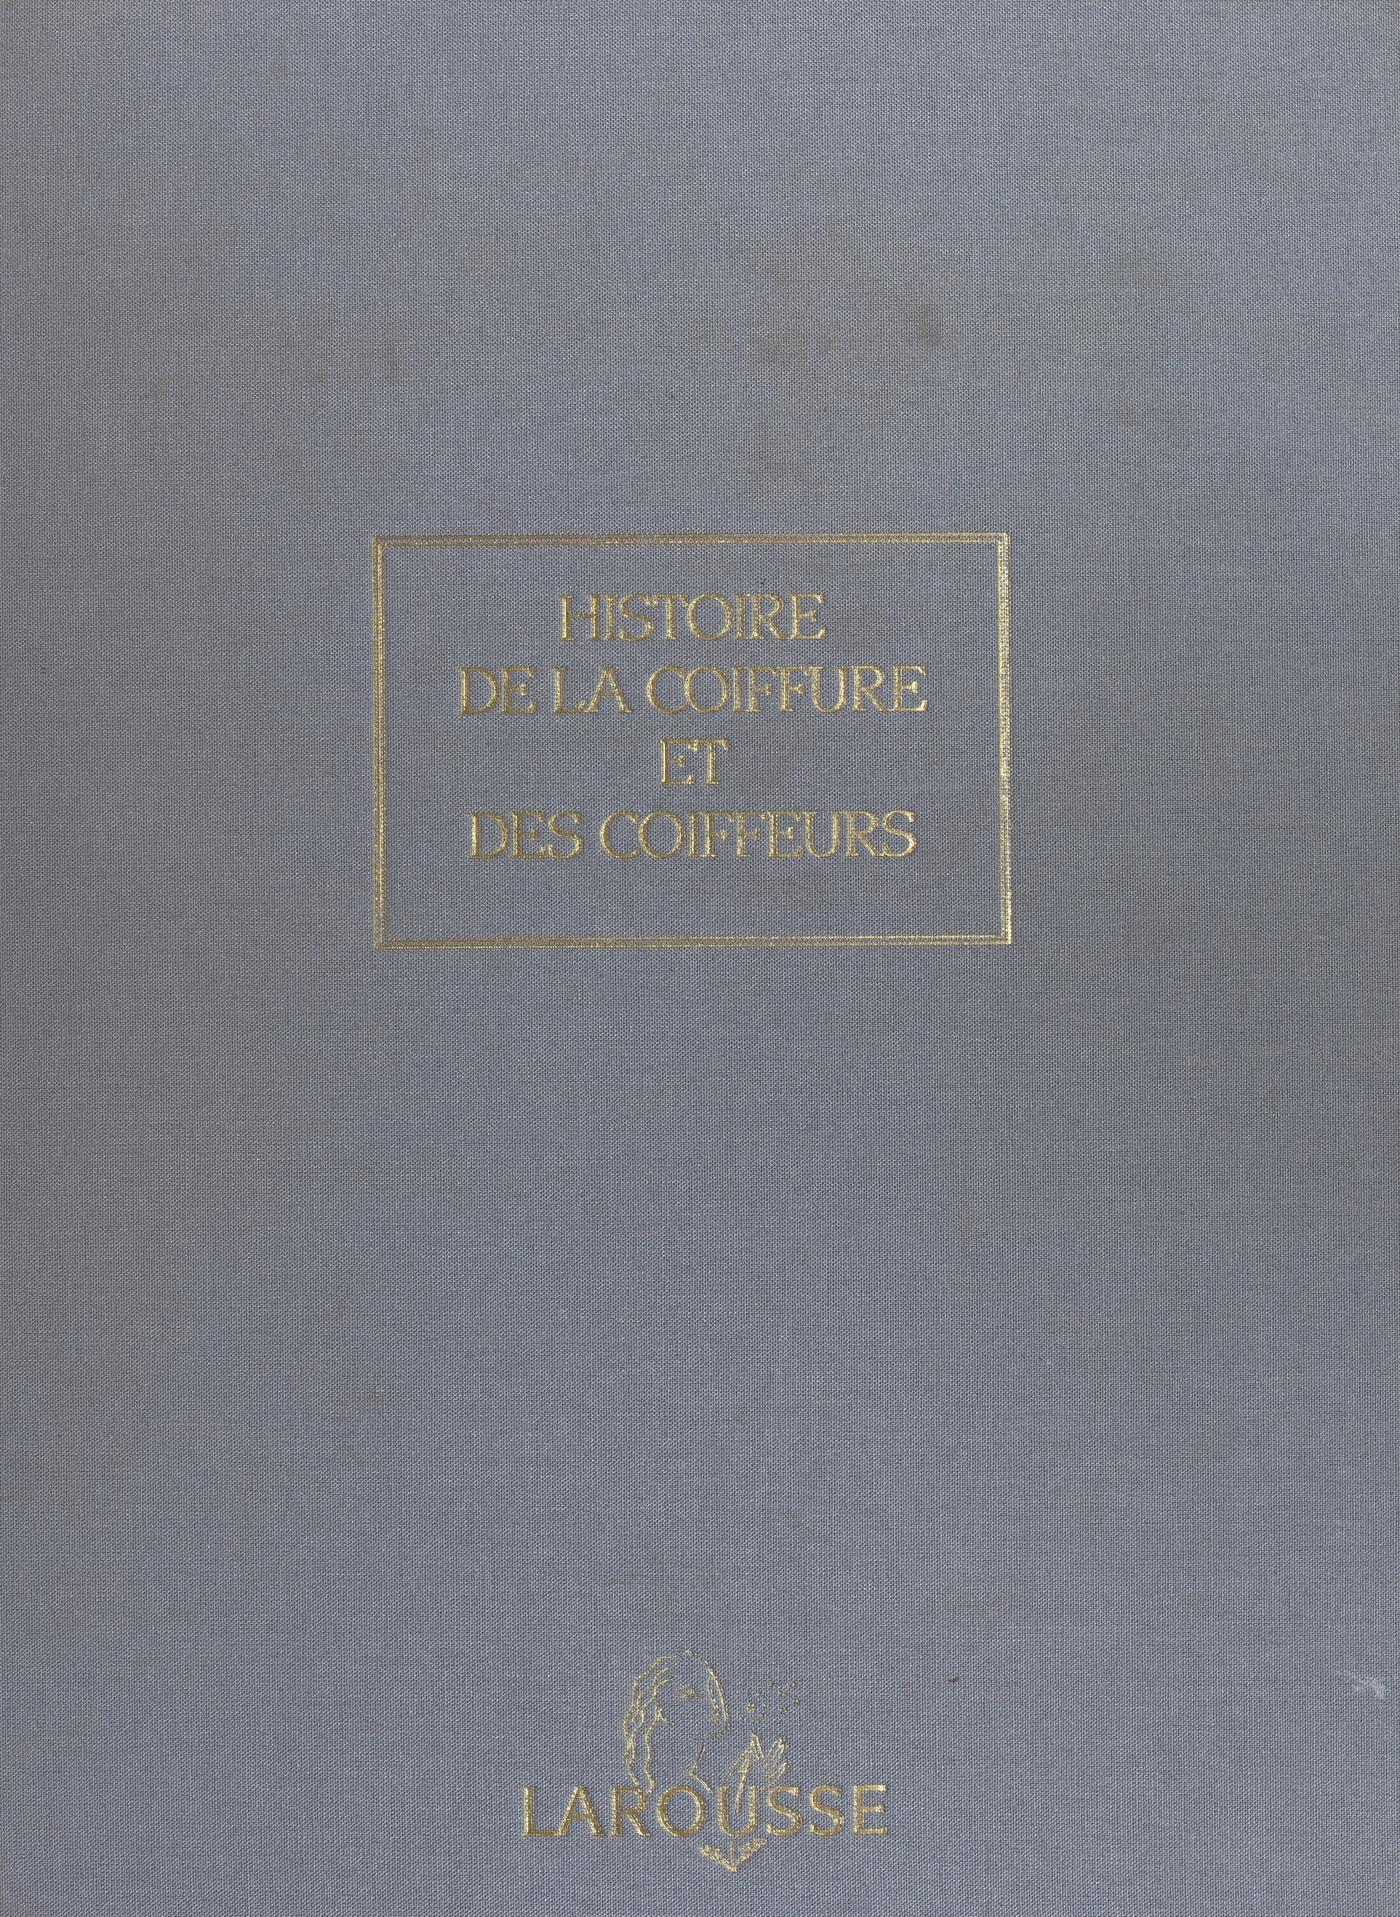 HISTOIRE
DE LA COIFFURE
ET
DES COIFFEURS
LAROUSSE